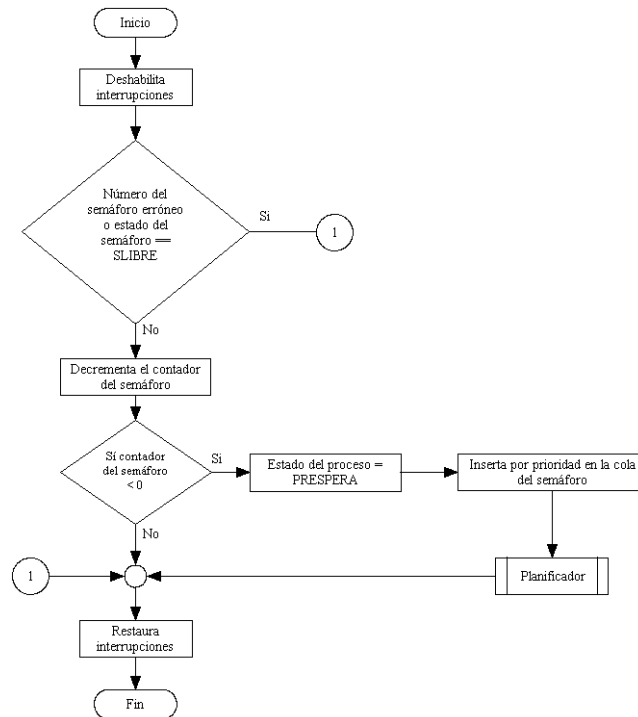 Inicio
Deshabilita
interrupciones
Número del
semáforo erróneo
o estado del
semáforo ==
SLIBRE
Si
1
No
Decrementa el contador
del semáforo
Sí contador
del semáforo
< 0
Si
Estado del proceso =
PRESPERA
Inserta por prioridad en la cola
del semáforo
No
1
Planificador
Restaura
interrupciones
Fin